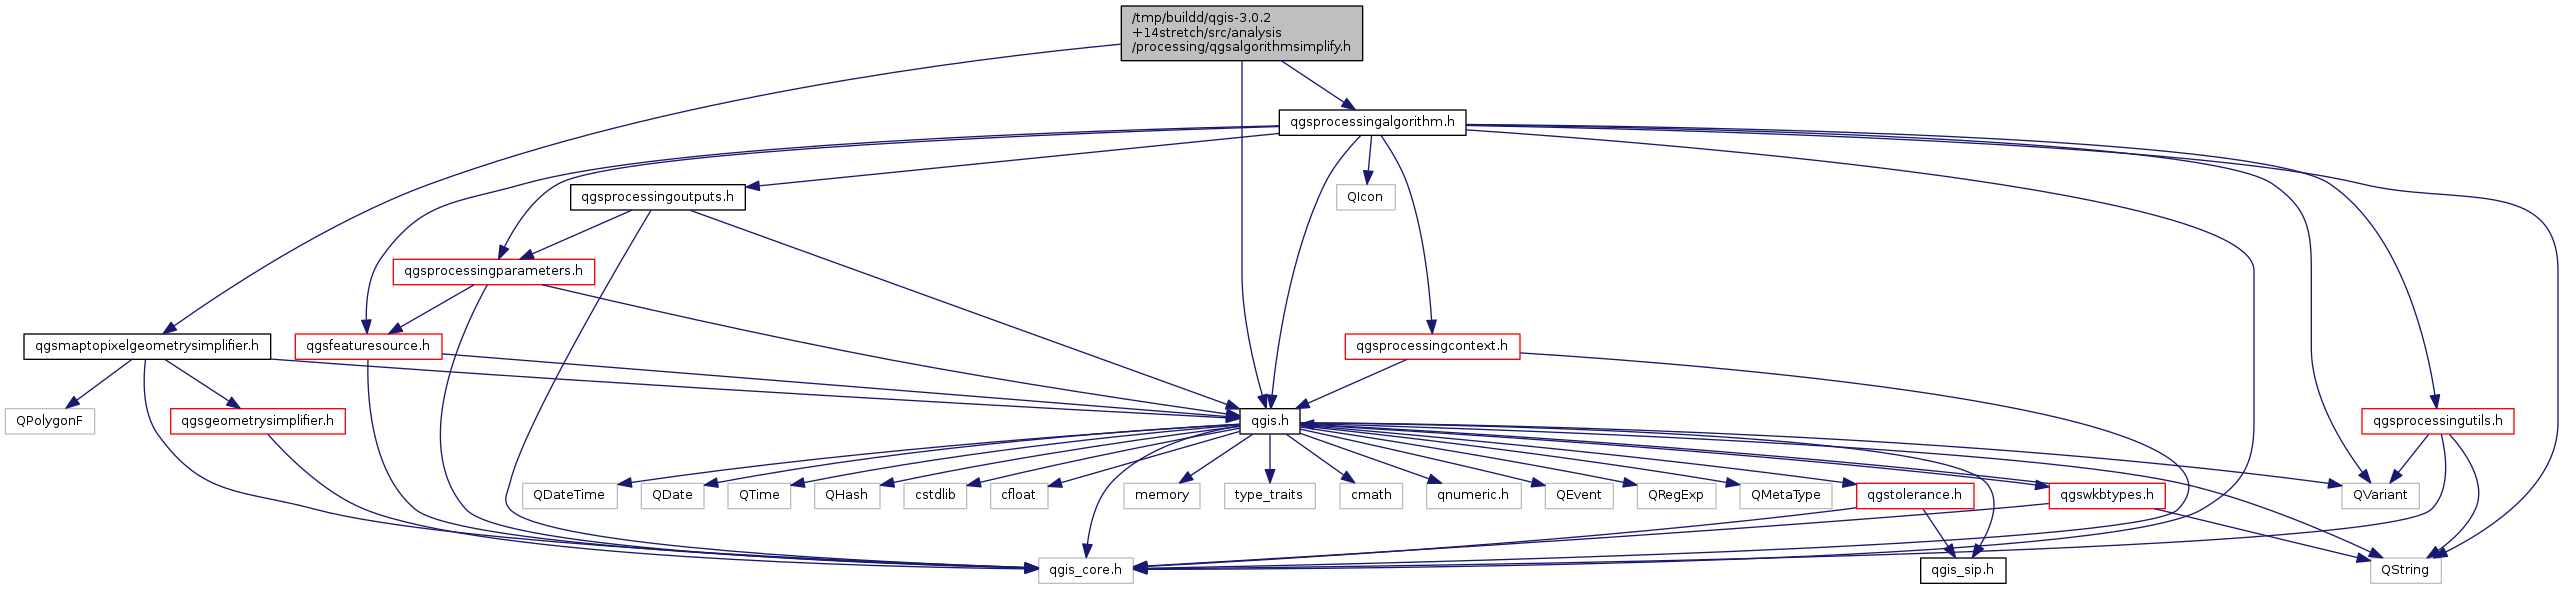 /tmp/buildd/qgis-3.0.2
+14stretch/src/analysis
/processing/qgsalgorithmsimplify.h
qgsprocessingalgorithm.h
qgsprocessingoutputs.h
QIcon
qgsprocessingparameters.h
qgsmaptopixelgeometrysimplifier.h
qgsfeaturesource.h
qgsprocessingcontext.h
QPolygonF
qgsgeometrysimplifier.h
qgis.h
qgsprocessingutils.h
QDateTime
QDate
QTime
QHash
cstdlib
cfloat
memory
type_traits
cmath
qnumeric.h
QEvent
QRegExp
QMetaType
qgstolerance.h
qgswkbtypes.h
QVariant
qgis_core.h
qgis_sip.h
QString